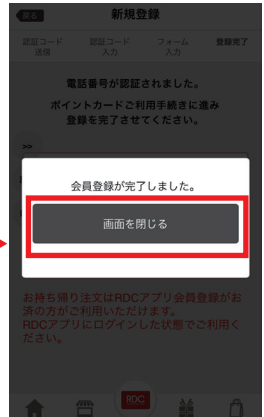 戻る
新規登録
認証コード
送信
認証コード
入力
フォーム
入力
登録完了
電話番号が認証されました。
ポイントカードご利用手続きに進み
登録を完了させてください。
>>
会員登録が完了しました。
画面を閉じる
お持ち帰り注文はRDCアプリ会員登録がお
済の方がご利用いただけます。
RDCアプリにログインした状態でご利用く
ださい。
RDC